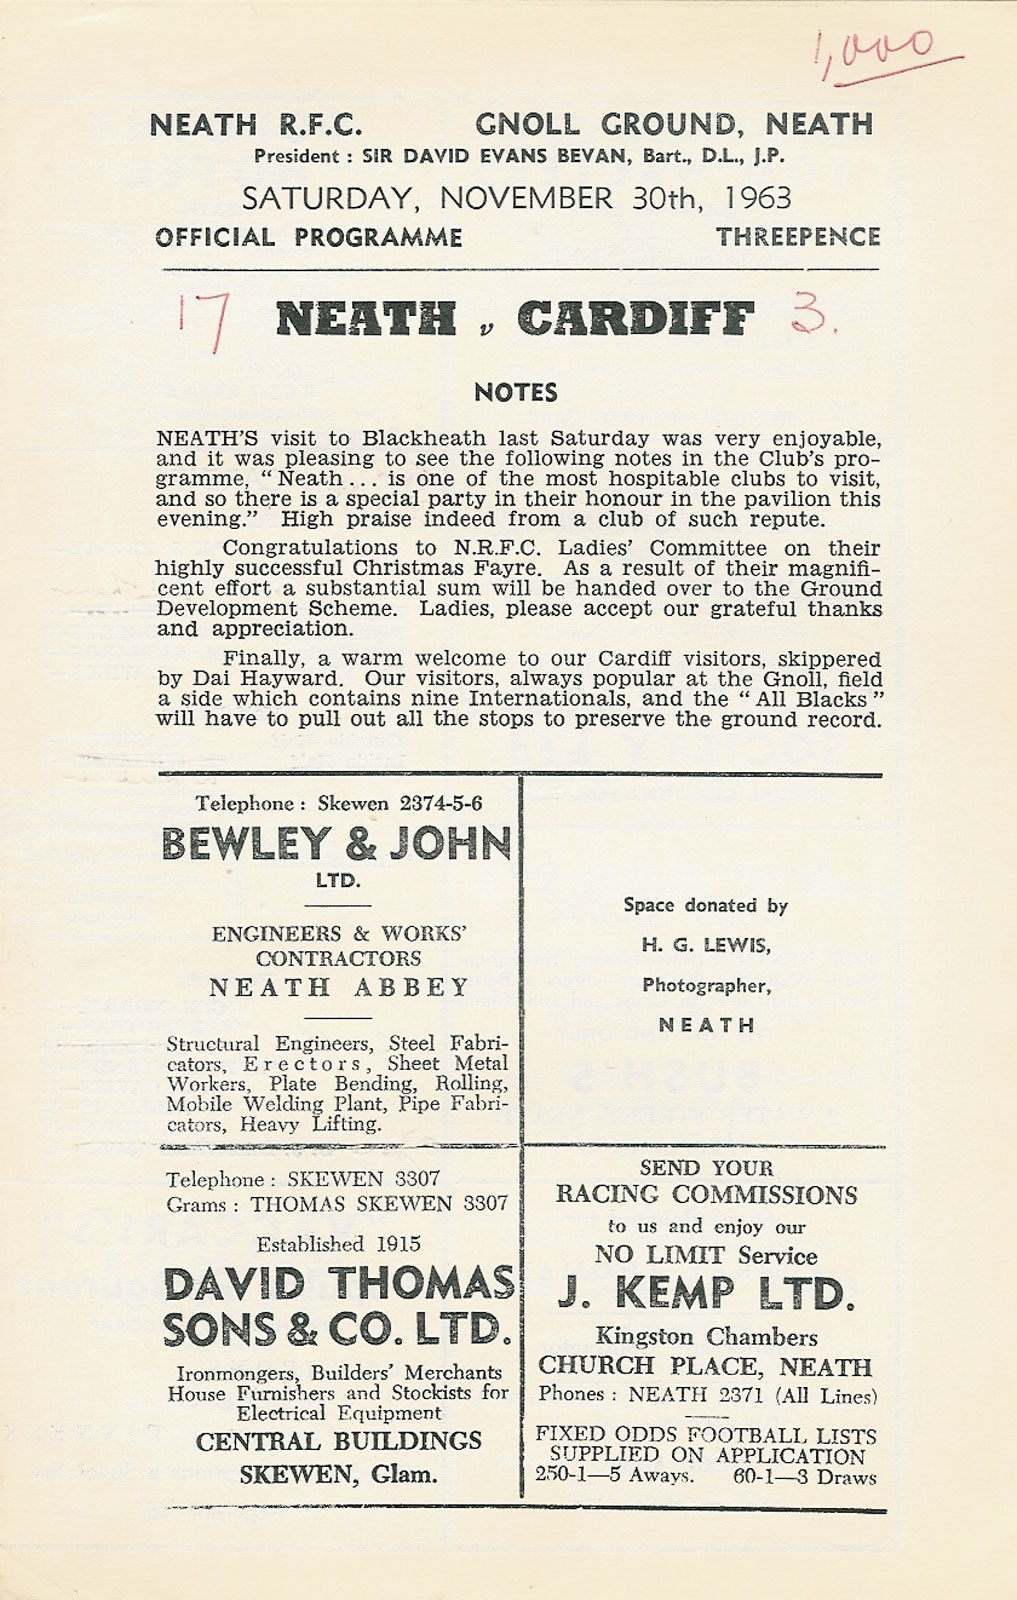 1,000
NEATH R.F.C. GNOLL GROUND, NEATH
President : SIR DAVID EVANS BEVAN, Bart., D.L., J.P.
SATURDAY, NOVEMBER 30th, 1963
OFFICIAL PROGRAMME THREEPENCE
17 NEATH v CARDIFF 3.
NOTES
NEATH'S visit to Blackheath last Saturday was very enjoyable,
and it was pleasing to see the following notes in the Club's pro-
gramme, "Neath... is one of the most hospitable clubs to visit,
and so there is a special party in their honour in the pavilion this
evening." High praise indeed from a club of such repute.
Congratulations to N.R.F.C. Ladies' Committee on their
highly successful Christmas Fayre. As a result of their magnifi-
cent effort a substantial sum will be handed over to the Ground
Development Scheme. Ladies, please accept our grateful thanks
and appreciation.
Finally, a warm welcome to our Cardiff visitors, skippered
by Dai Hayward. Our visitors, always popular at the Gnoll, field
a side which contains nine Internationals, and the "All Blacks"
will have to pull out all the stops to preserve the ground record.
Telephone : Skewen 2374-5-6
BEWLEY & JOHN
LTD.
ENGINEERS & WORKS'
CONTRACTORS
NEATH ABBEY
Structural Engineers, Steel Fabri-
cators, Erectors, Sheet Metal
Workers, Plate Bending, Rolling,
Mobile Welding Plant, Pipe Fabri-
cators, Heavy Lifting.
Space donated by
H. G. LEWIS,
Photographer,
NEATH
Telephone : SKEWEN 3307
Grams : THOMAS SKEWEN 3307
Established 1915
DAVID THOMAS
SONS & CO. LTD.
Ironmongers, Builders' Merchants
House Furnishers and Stockists for
Electrical Equipment
CENTRAL BUILDINGS
SKEWEN, Glam.
SEND YOUR
RACING COMMISSIONS
to us and enjoy our
NO LIMIT Service
J. KEMP LTD.
Kingston Chambers
CHURCH PLACE, NEATH
Phones : NEATH 2371 (All Lines)
FIXED ODDS FOOTBALL LISTS
SUPPLIED ON APPLICATION
250-1—5 Aways. 60-1—3 Draws